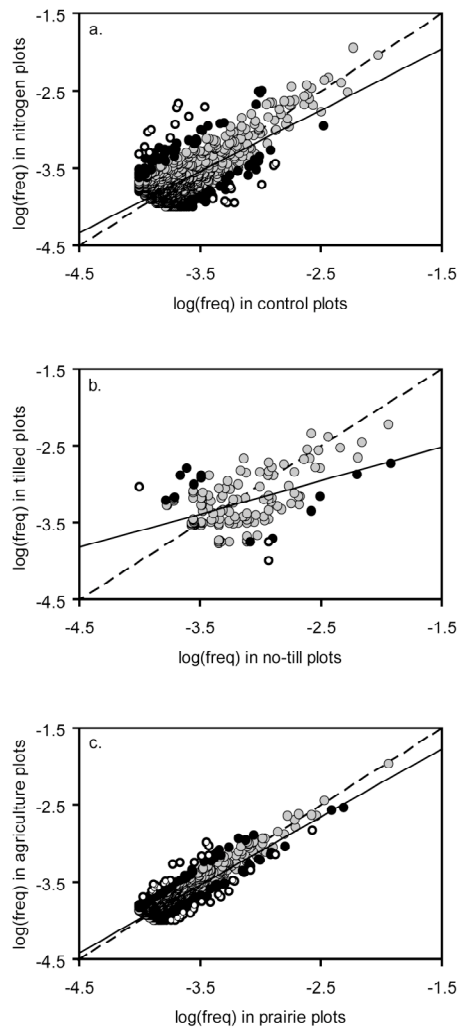 -1.5
a.
-2.5
-3.5
-4.5
log(freq) in nitrogen plots
-4.5 -3.5 -2.5 -1.5
log(freq) in control plots
-1.5
b.
-2.5
-3.5
-4.5
log(freq) in tilled plots
-4.5 -3.5 -2.5 -1.5
log(freq) in no-till plots
-1.5
c.
-2.5
-3.5
-4.5
log(freq) in agriculture plots
-4.5 -3.5 -2.5 -1.5
log(freq) in prairie plots